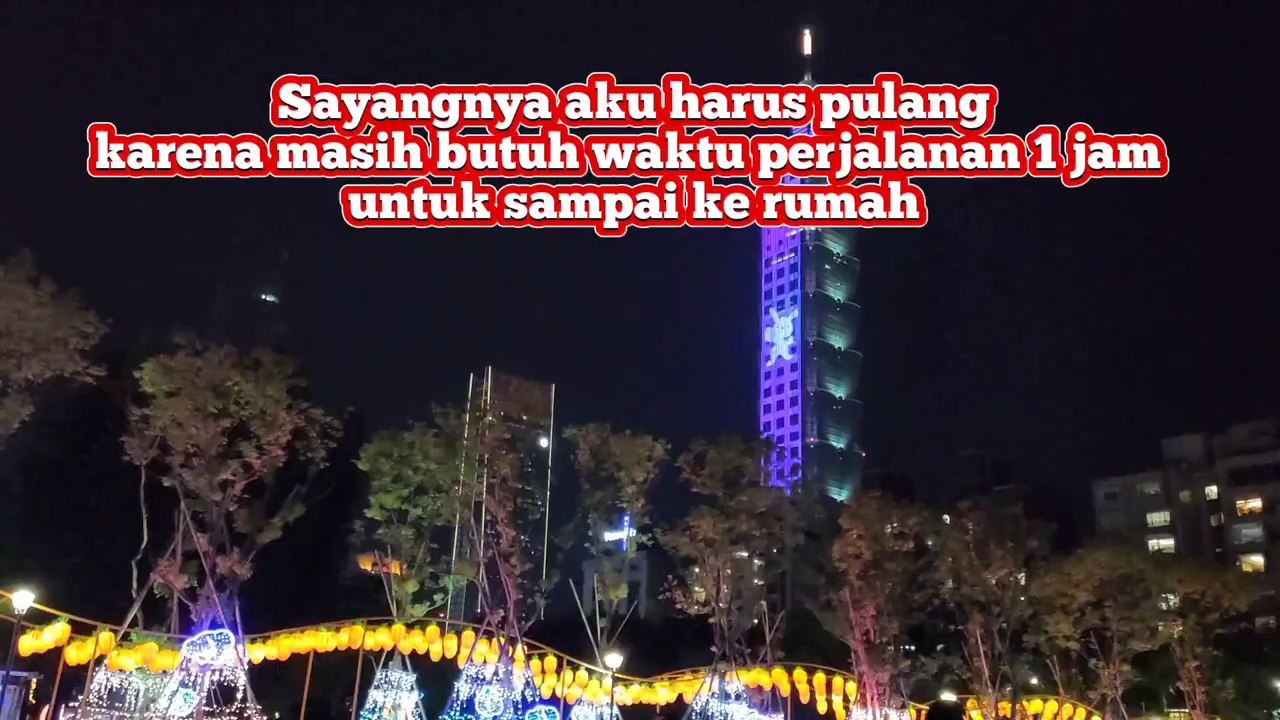 Sayangnya aku harus pulang
karena masih butuh waktu perjalanan 1 jam
untuk sampai ke rumah